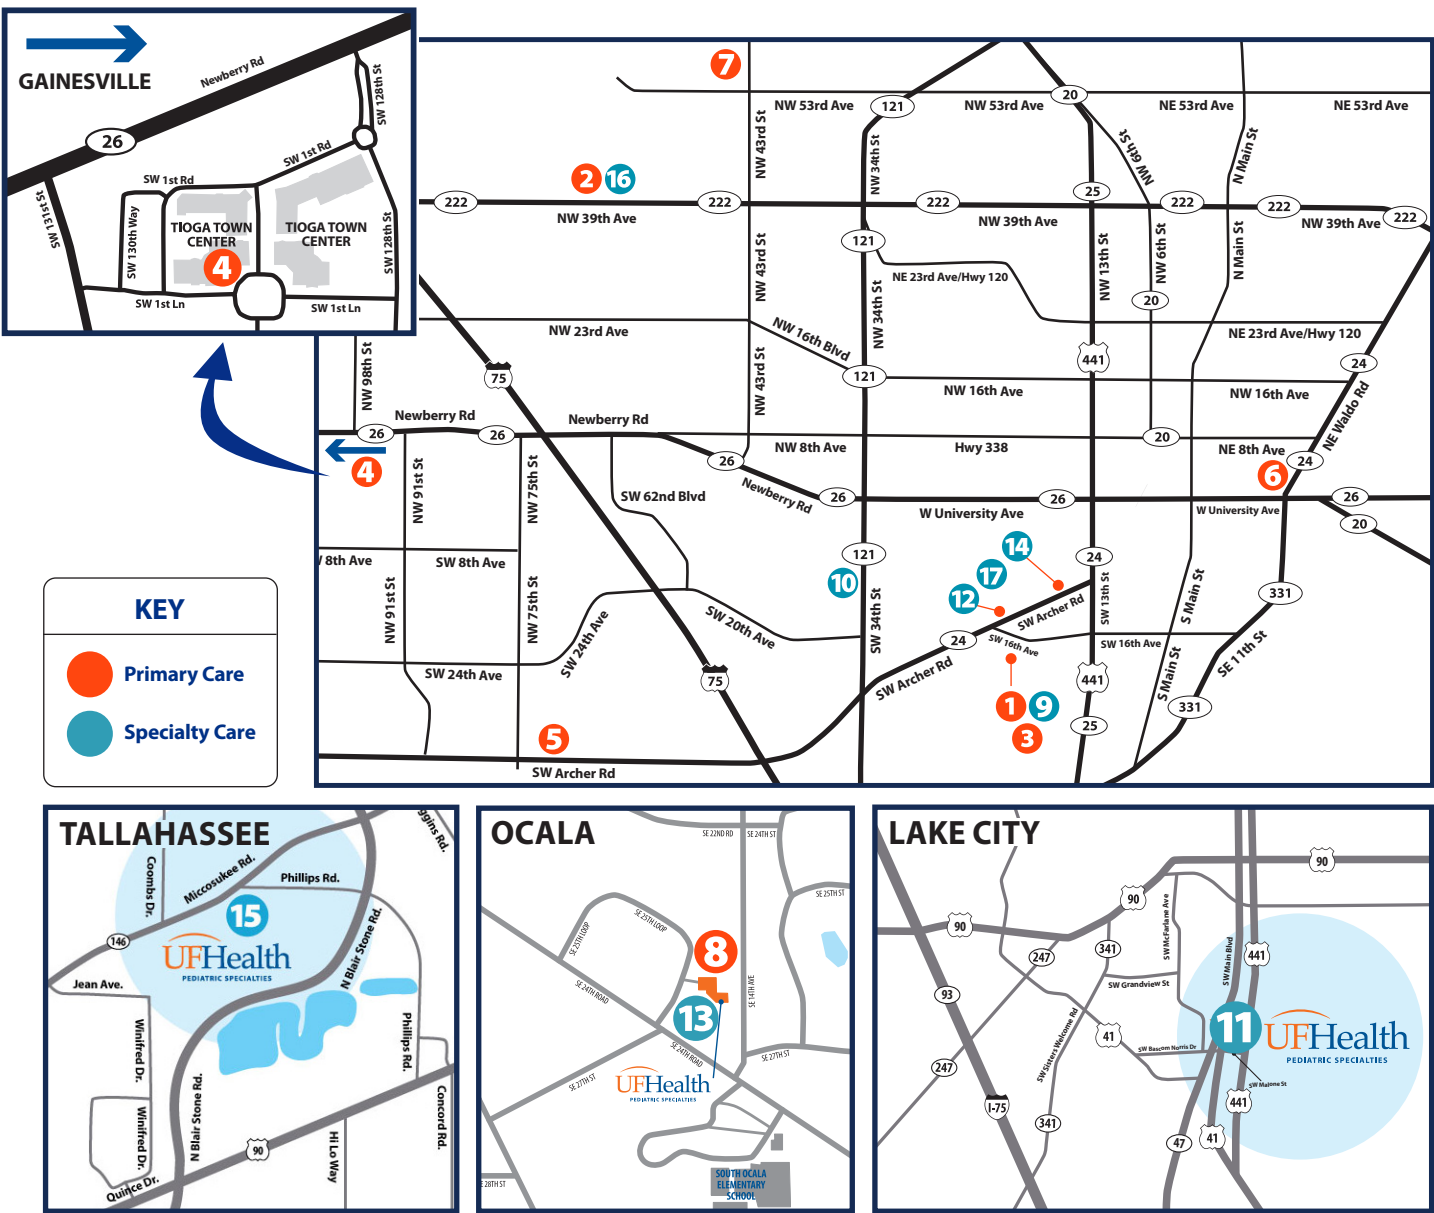 GAINESVILLE
Newberry Rd
26
SW 128th St
SW 1st Rd
SW 1st Rd
SW 131st St
SW 130th Way
TIOGA TOWN
CENTER
TIOGA TOWN
CENTER
4
SW 128th St
SW 1st Ln
SW 1st Ln
7
NW 53rd Ave
121
NW 53rd Ave
20
NE 53rd Ave
NE 53rd Ave
NW 43rd St
NW 34th St
NW 6th St
N Main St
2
16
222
NW 39th Ave
222
222
NW 39th Ave
25
222
222
NW 39th Ave
222
121
NW 43rd St
NE 23rd Ave/Hwy 120
NW 13th St
NW 6th St
N Main St
20
NW 34th St
NW 23rd Ave
NW 16th Blvd
NE 23rd Ave/Hwy 120
441
24
NW 98th St
75
NW 43rd St
121
NW 16th Ave
NW 16th Ave
NE Waldo Rd
Newberry Rd
26
26
Newberry Rd
NW 8th Ave
Hwy 338
20
NE 8th Ave
24
4
26
6
NW 91st St
NW 75th St
SW 62nd Blvd
Newberry Rd
26
W University Ave
26
W University Ave
26
20
/ 8th Ave
SW 8th Ave
121
10
14
17
12
24
SW Archer Rd
SW 13th St
S Main St
331
NW 91st St
NW 75th St
SW 24th Ave
SW 20th Ave
SW 34th St
24
SW 16th Ave
SW 16th Ave
SE 11th St
SW 24th Ave
75
SW Archer Rd
441
S Main St
1
9
3
25
331
5
SW Archer Rd
KEY
Primary Care
Specialty Care
TALLAHASSEE
Coombs Dr.
Miccosukee Rd.
Phillips Rd.
ggins Rd.
15
146
UFHealth
PEDIATRIC SPECIALTIES
N Blair Stone Rd.
Jean Ave.
Winifred Dr.
Phillips Rd.
N Blair Stone Rd.
Winifred Dr.
Concord Rd.
90
Hi Lo Way
Quince Dr.
OCALA
SE 22ND RD
SE 24TH ST
SE 25TH ST
SE 25TH LOOP
SE 25TH LOOP
8
SE 24TH ROAD
SE 14TH AVE
13
SE 24TH ROAD
SE 27TH ST
SE 27TH ST
UFHealth
PEDIATRIC SPECIALTIES
E 28TH ST
SOUTH OCALA
ELEMENTARY
SCHOOL
LAKE CITY
90
90
90
SW McFarlane Ave
247
341
SW Main Blvd
441
SW Grandview St
93
SW Sisters Welcome Rd
41
11
UFHealth
PEDIATRIC SPECIALTIES
SW Bascom Norris Dr
SW Malone St
247
I-75
341
441
47
41